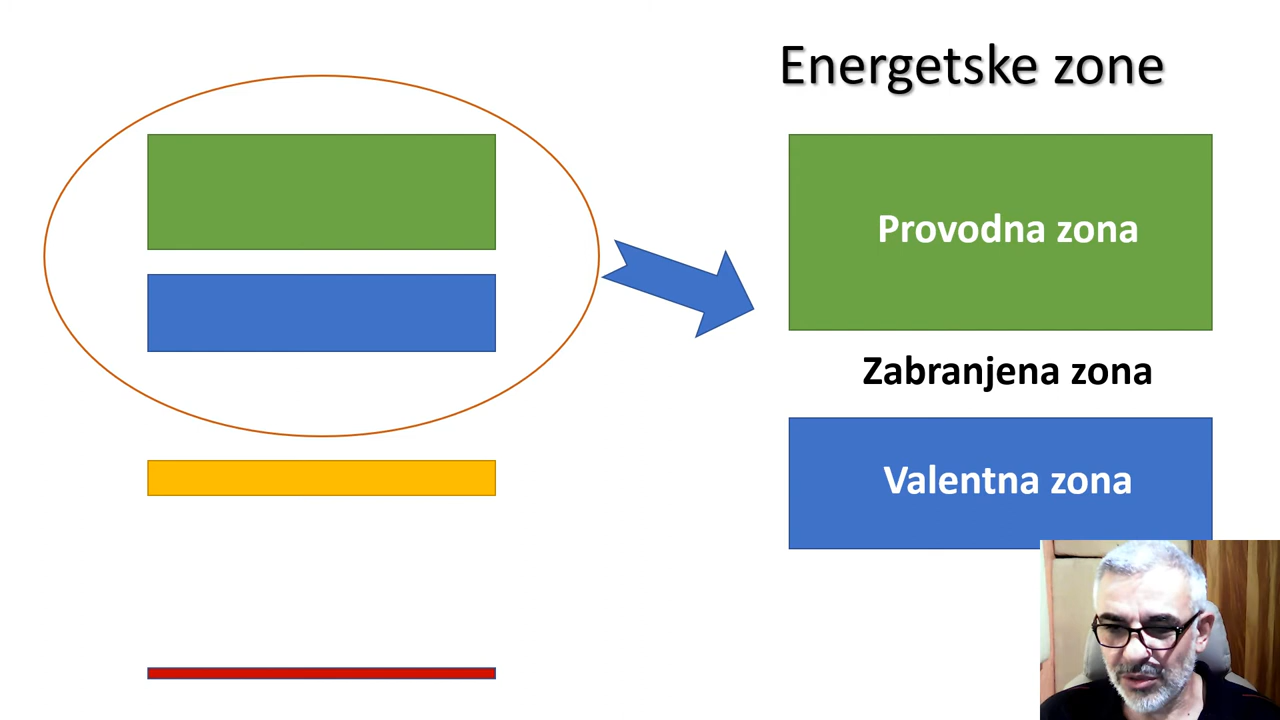 Energetske zone
Provodna zona
Zabranjena zona
Valentna zona